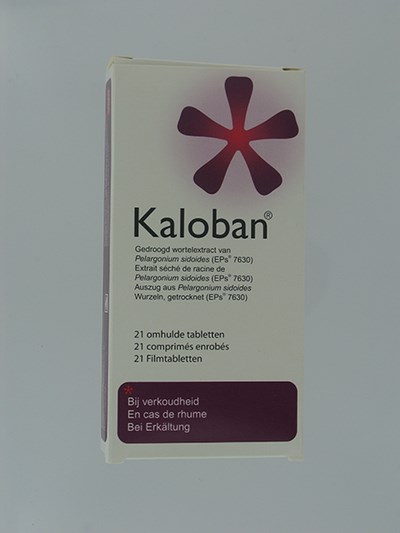 Kaloban®
Gedroogd wortelextract van
Pelargonium sidoides (EPs® 7630)
Extrait séché de racine de
Pelargonium sidoides (EPs® 7630)
Auszug aus Pelargonium sidoides
Wurzeln, getrocknet (EPs® 7630)
21 omhulde tabletten
21 comprimés enrobés
21 Filmtabletten
* Bij verkoudheid
En cas de rhume
Bei Erkältung